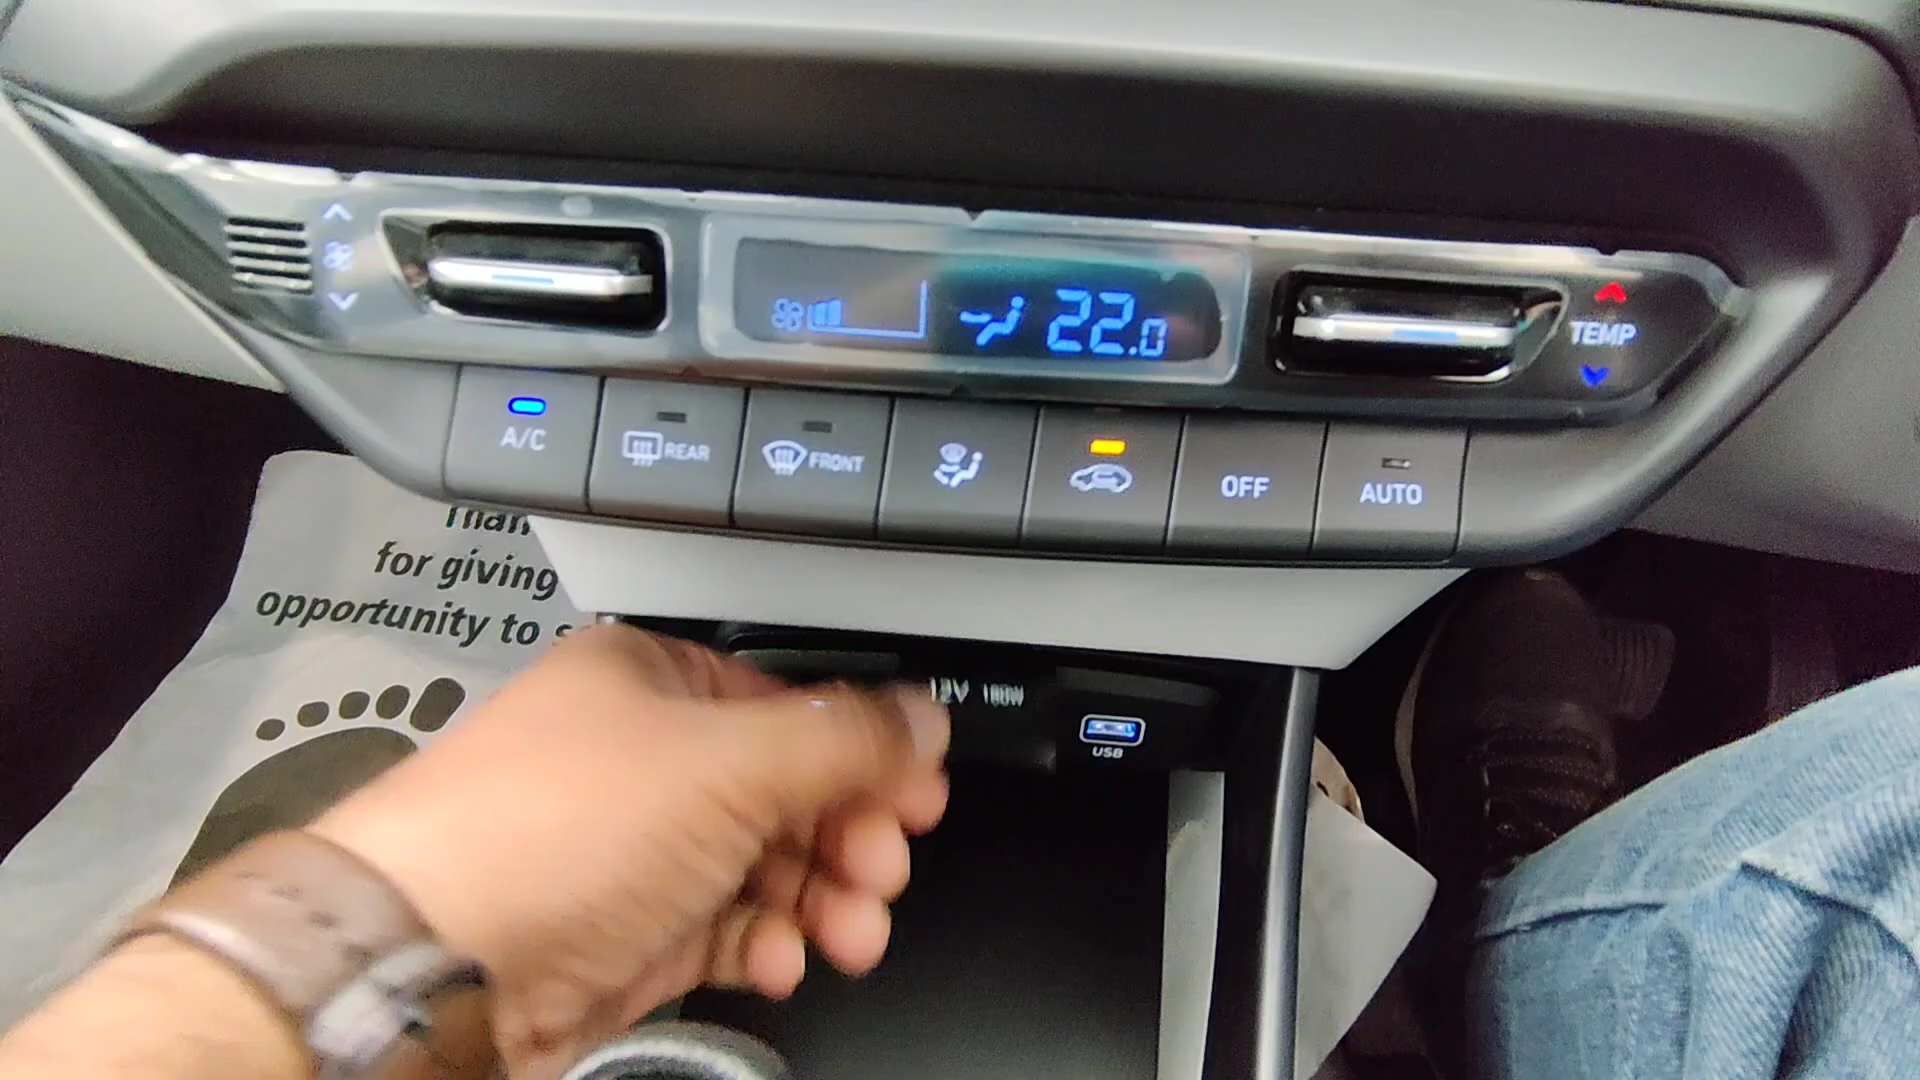 22.0
TEMP
A/C
REAR
FRONT
OFF
AUTO
for giving
opportunity to
12V 180W
USB